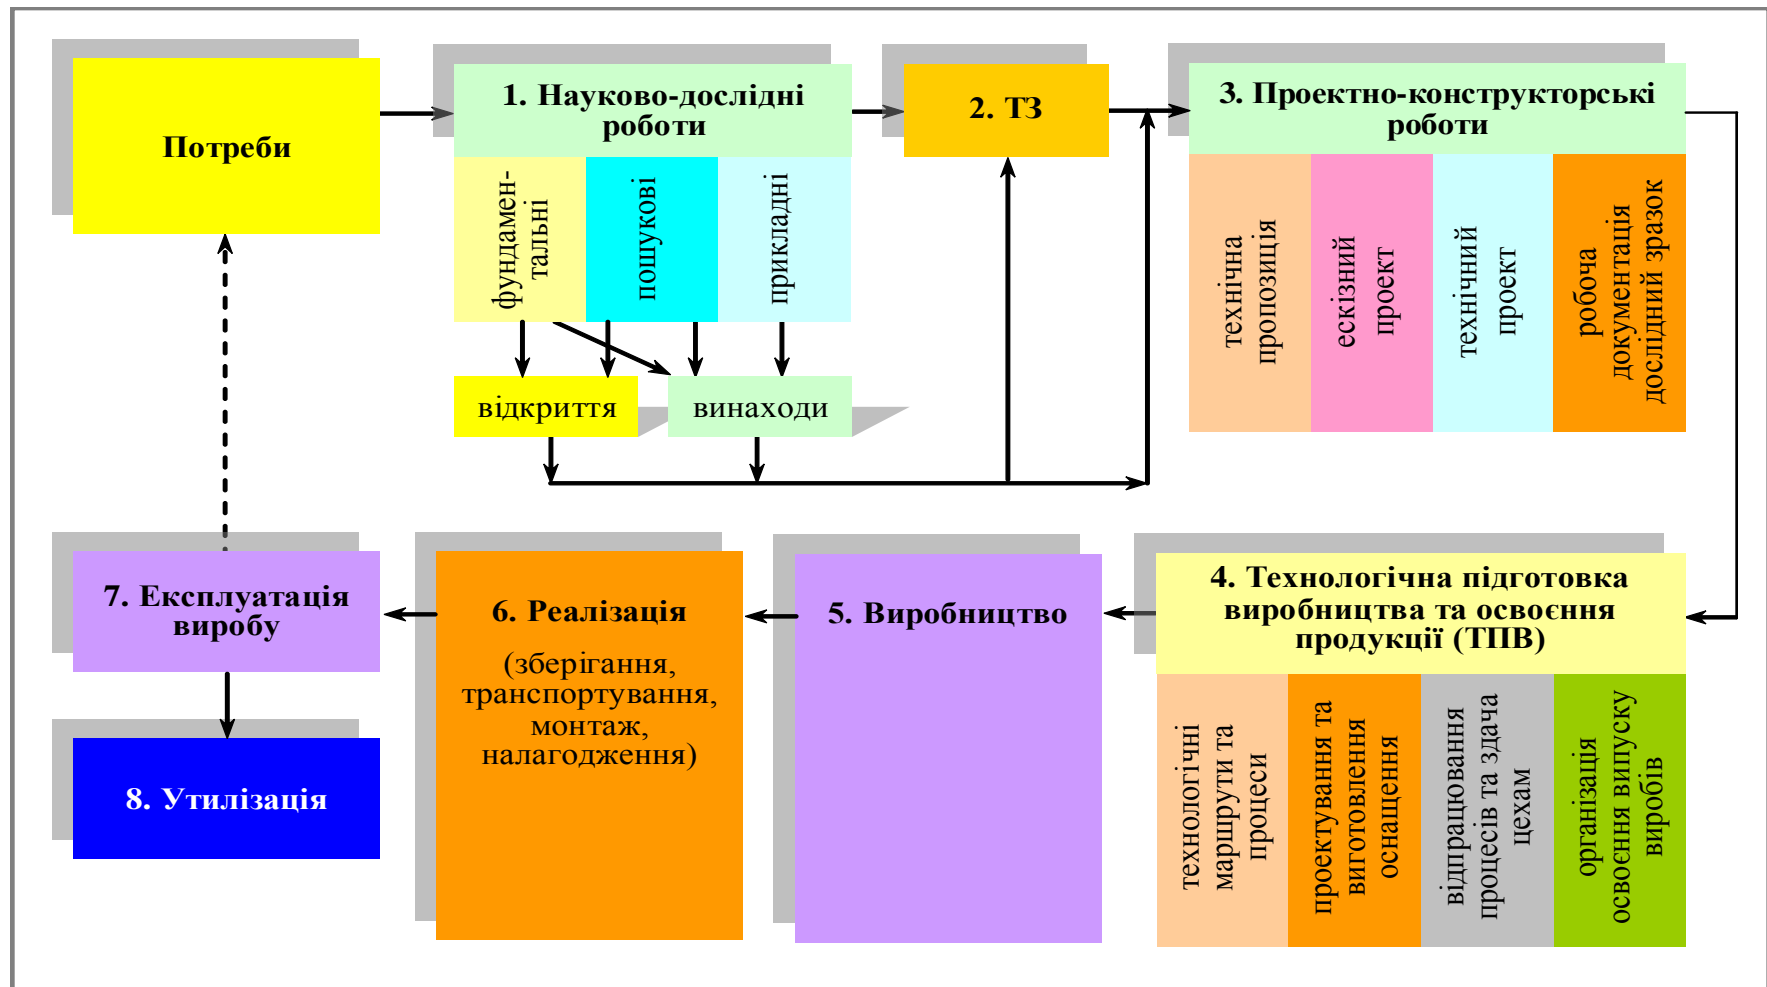 Потреби
1. Науково-дослідні
роботи
фундамен-
тальні
пошукові
прикладні
відкриття
винаходи
2. ТЗ
3. Проектно-конструкторські
роботи
технічна
пропозиція
ескізний
проект
технічний
проект
робоча
документація
дослідний зразок
4. Технологічна підготовка
виробництва та освоєння
продукції (ТПВ)
технологічні
маршрути та
процеси
проектування та
виготовлення
оснащення
відпрацювання
процесів та здача
цехам
організація
освоєння випуску
виробів
5. Виробництво
6. Реалізація
(зберігання,
транспортування,
монтаж,
налагодження)
7. Експлуатація
виробу
8. Утилізація